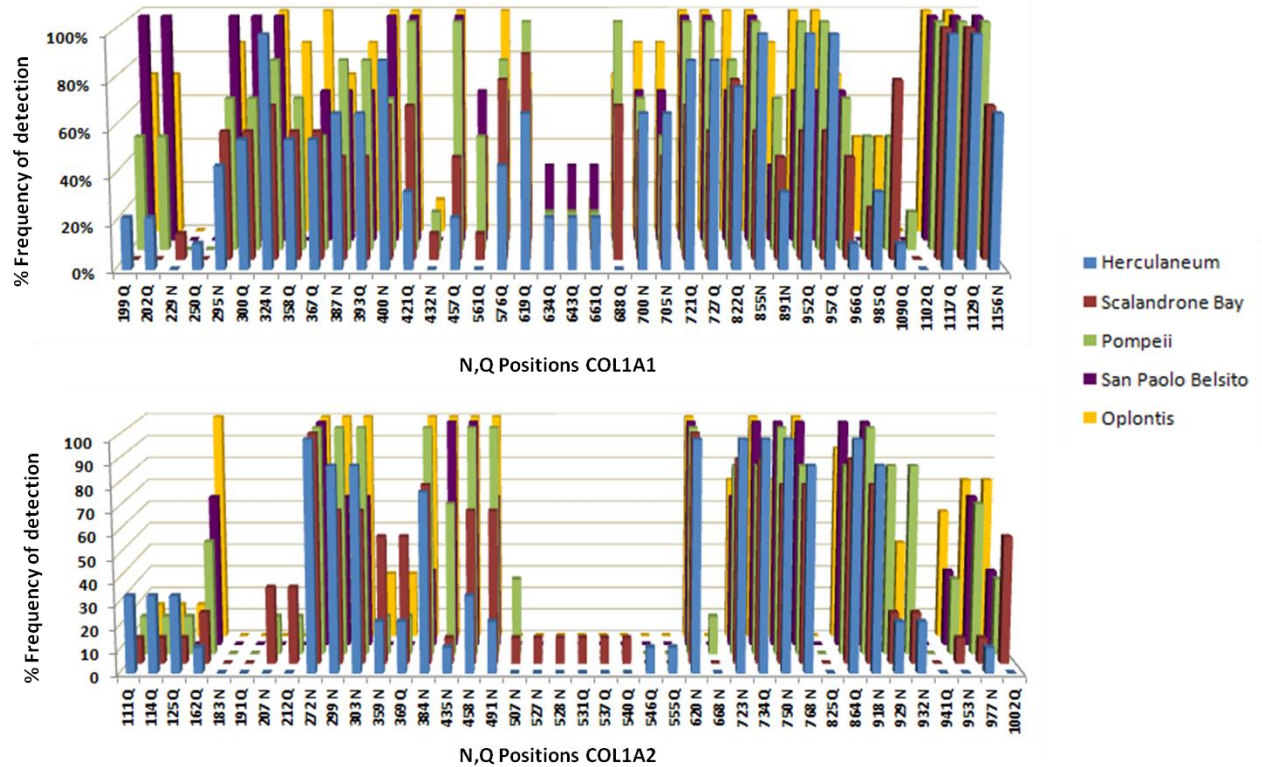 % Frequency of detection
100%
80%
60%
40%
20%
0%
199 Q
202 Q
229 N
250 Q
295 N
300 Q
324 N
358 Q
367 Q
387 N
393 Q
400 N
421 Q
432 N
457 Q
561 Q
576 Q
619 Q
634 Q
643 Q
661 Q
688 Q
700 N
705 N
721 Q
727 Q
822 Q
855 N
891 N
952 Q
957 Q
966 Q
985 Q
1090 Q
1102 Q
1117 Q
1129 Q
1156 N
N,Q Positions COL1A1
Herculaneum
Scalandrone Bay
Pompeii
San Paolo Belsito
Oplontis
% Frequency of detection
100
90
80
70
60
50
40
30
20
10
0
111 Q
114 Q
125 Q
162 Q
183 N
191 Q
207 N
212 Q
272 N
299 N
303 N
359 N
369 Q
384 N
435 N
458 N
491 N
507 N
527 N
528 N
531 Q
537 Q
540 Q
546 Q
555 Q
620 N
668 N
723 N
734 Q
750 N
768 N
825 Q
864 Q
918 N
929 N
932 N
941 Q
953 N
977 N
1002 Q
N,Q Positions COL1A2